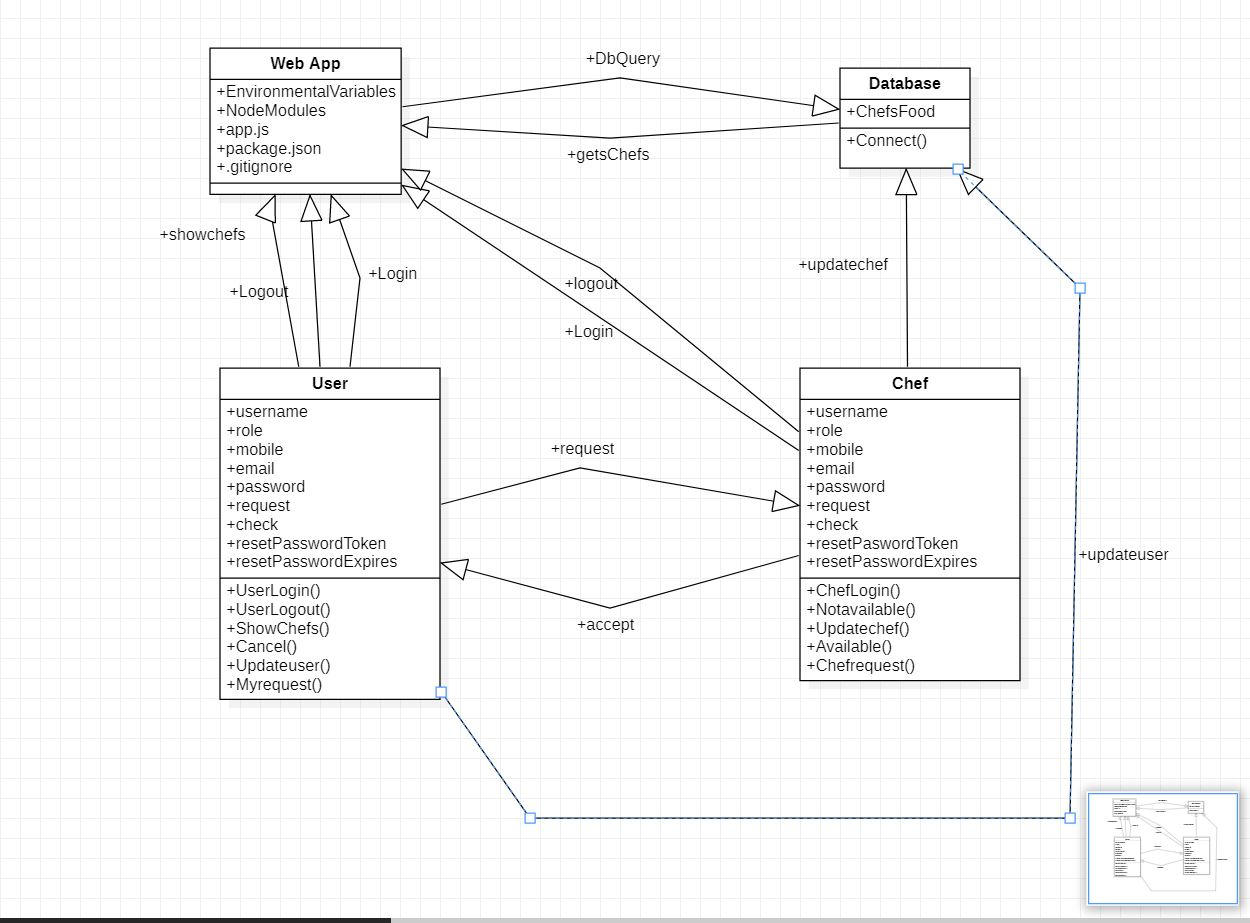 Web App
+EnvironmentalVariables
+NodeModules
+app.js
+package.json
+.gitignore
+DbQuery
+getsChefs
Database
+ChefsFood
+Connect()
+showchefs
+Logout
+Login
+logout
+Login
+updatechef
User
+username
+role
+mobile
+email
+password
+request
+check
+resetPasswordToken
+resetPasswordExpires
+UserLogin()
+UserLogout()
+ShowChefs()
+Cancel()
+Updateuser()
+Myrequest()
+request
+accept
Chef
+username
+role
+mobile
+email
+password
+request
+check
+resetPaswordToken
+resetPasswordExpires
+ChefLogin()
+Notavailable()
+Updatechef()
+Available()
+Chefrequest()
+updateuser